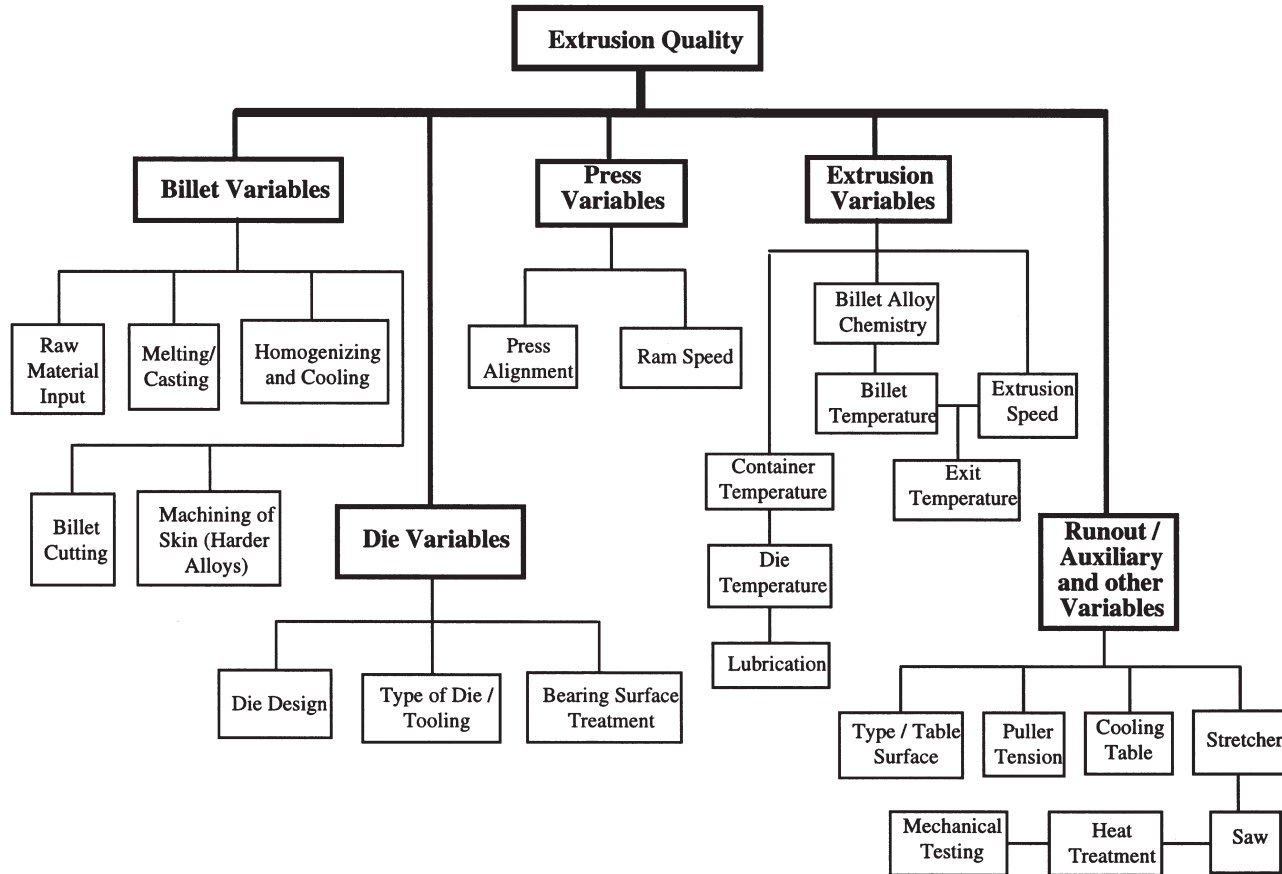 Extrusion Quality
Billet Variables
Press
Variables
Extrusion
Variables
Raw
Material
Input
Melting/
Casting
Homogenizing
and Cooling
Billet
Cutting
Machining of
Skin (Harder
Alloys)
Press
Alignment
Ram Speed
Billet Alloy
Chemistry
Billet
Temperature
Extrusion
Speed
Exit
Temperature
Container
Temperature
Die
Temperature
Lubrication
Die Variables
Die Design
Type of Die /
Tooling
Bearing Surface
Treatment
Runout /
Auxiliary
and other
Variables
Type / Table
Surface
Puller
Tension
Cooling
Table
Stretcher
Mechanical
Testing
Heat
Treatment
Saw